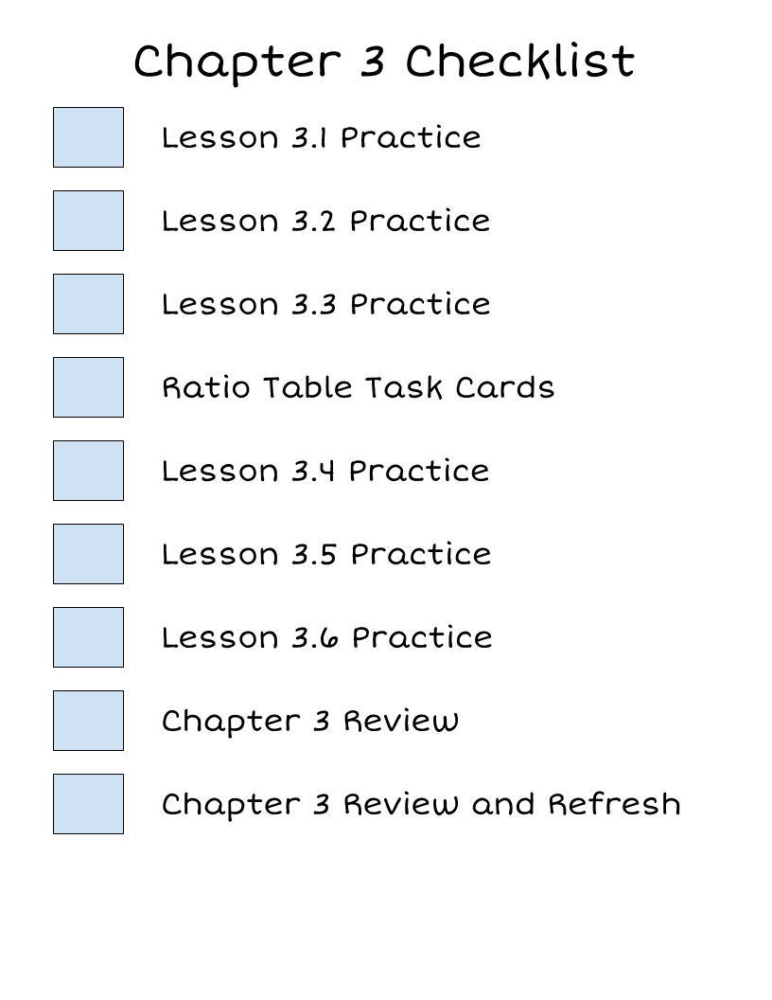 Chapter 3 Checklist
Lesson 3.1 Practice
Lesson 3.2 Practice
Lesson 3.3 Practice
Ratio Table Task Cards
Lesson 3.4 Practice
Lesson 3.5 Practice
Lesson 3.6 Practice
Chapter 3 Review
Chapter 3 Review and Refresh